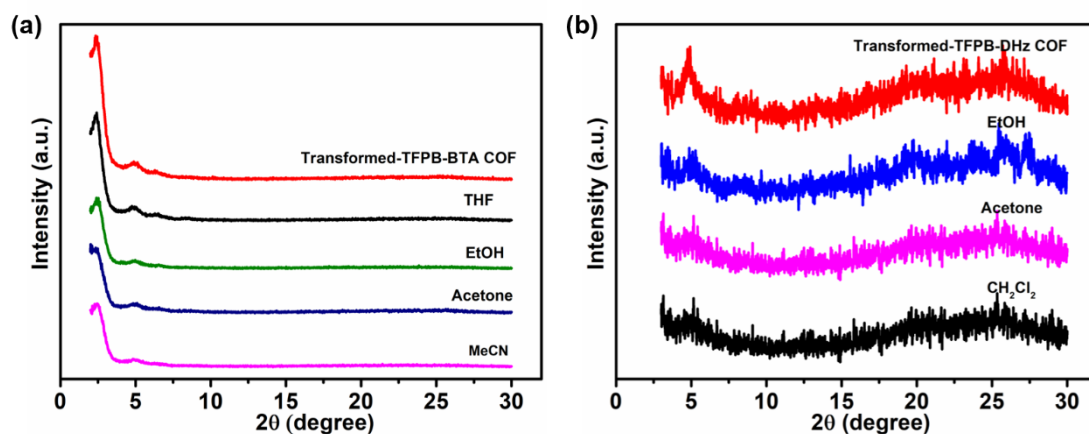 (a)
Intensity (a.u.)
Transformed-TFPB-BTA COF
THF
EtOH
Acetone
MeCN
0 5 10 15 20 25 30
2θ (degree)
(b)
Intensity (a.u.)
Transformed-TFPB-DHz COF
EtOH
Acetone
CH₂Cl₂
0 5 10 15 20 25 30
2θ (degree)